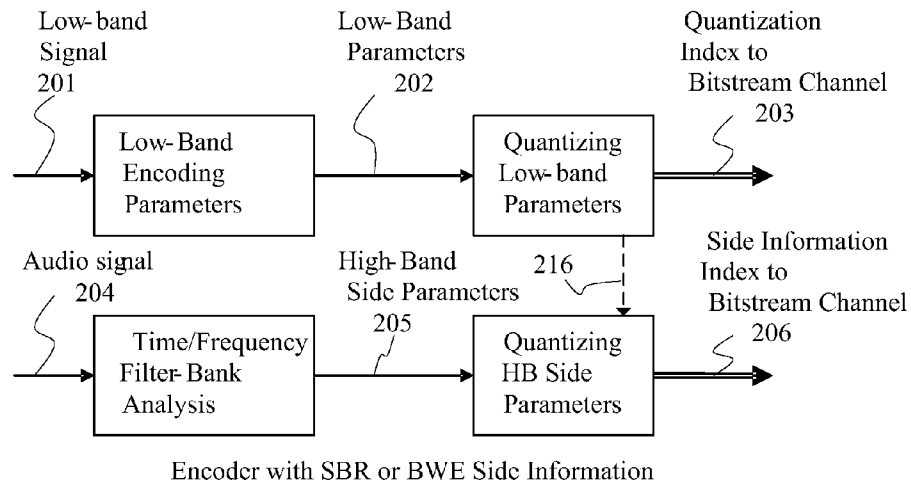 Low-band
Signal
201
Low-Band
Parameters
202
Quantization
Index to
Bitstream Channel
203
Low-Band
Encoding
Parameters
Quantizing
Low-band
Parameters
Audio signal
204
High-Band
Side Parameters
205
216
Side Information
Index to
Bitstream Channel
206
Time/Frequency
Filter-Bank
Analysis
Quantizing
HB Side
Parameters
Encoder with SBR or BWE Side Information